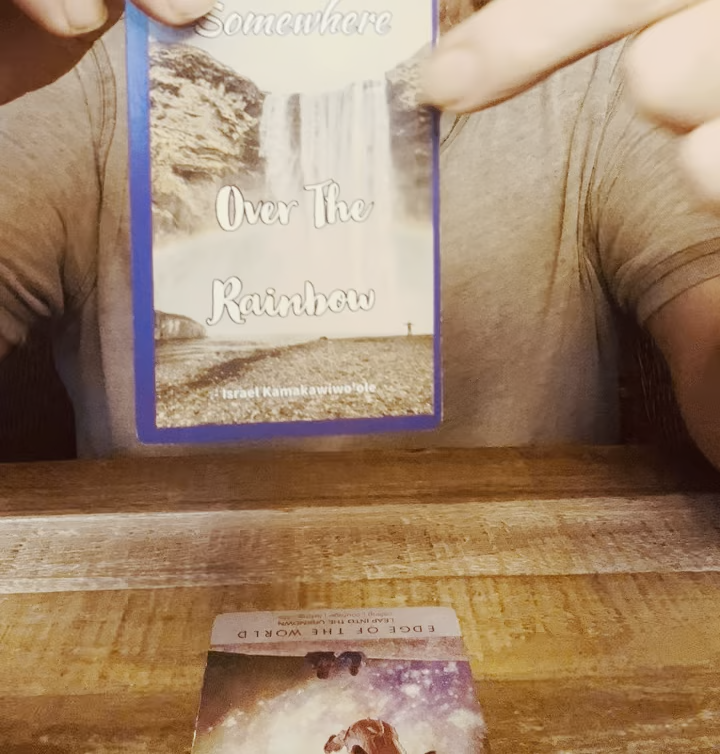 Somewhere
Over The
Rainbow
- Israel Kamakawiwo'ole
LEAP INTO THE UNKNOWN
EDGE OF THE WORLD